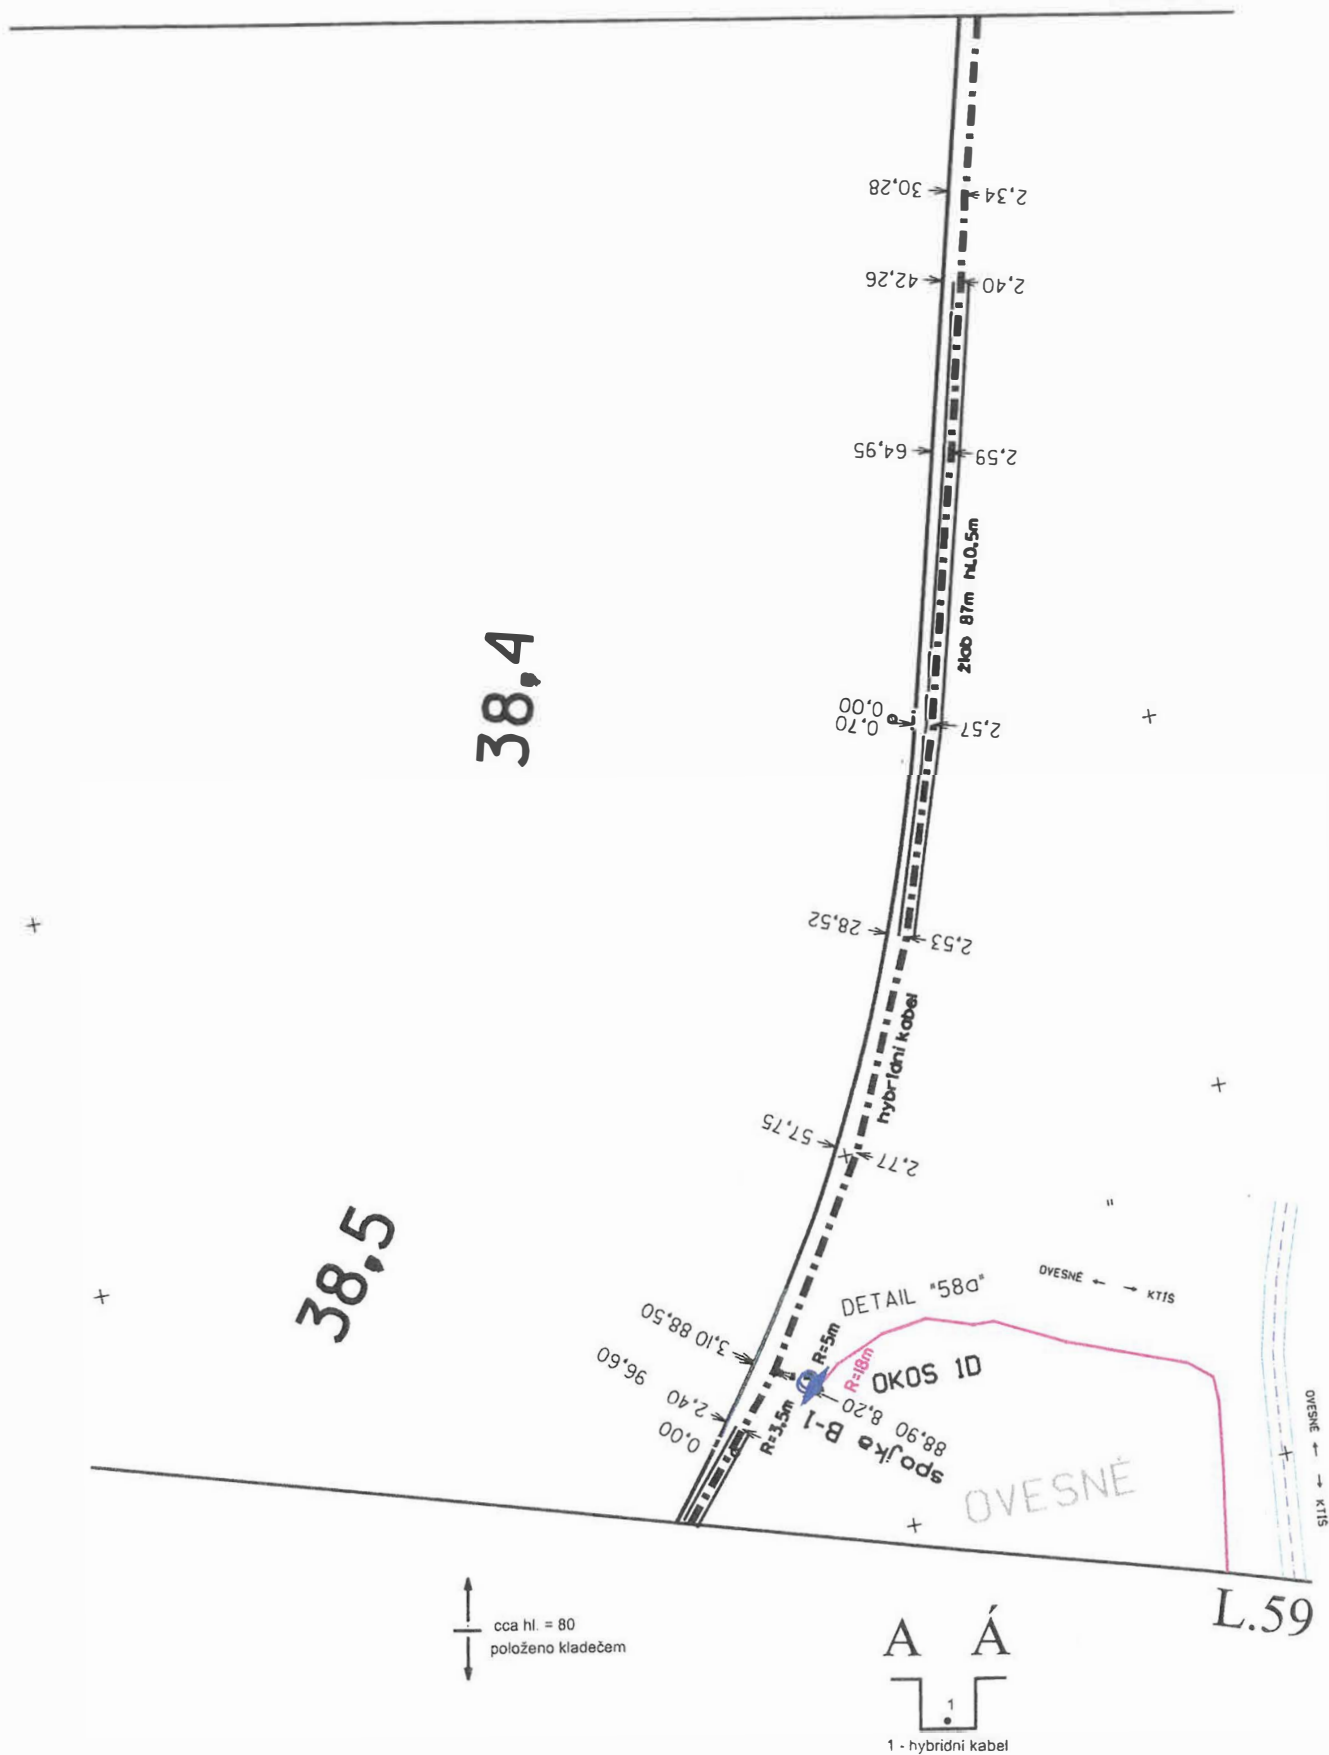 30,28
2,34
42,26
2,40
64,95
2,59
žlab 87m hl.0.5m
38,4
0,00
0,70
2,57
28,52
2,53
hybridní kabel
57,75
2,77
38,5
"
OVESNÉ ← → KTIŠ
DETAIL "58a"
3,10 88,50
R=5m
R=18m
OKOS 1D
96,60
2,40
0,00
R=3.5m
8,20
88,90
spojka B-1
OVESNÉ
OVESNÉ ← → KTIŠ
L.59
cca hl. = 80
položeno kladečem
A Á
1
1 - hybridní kabel